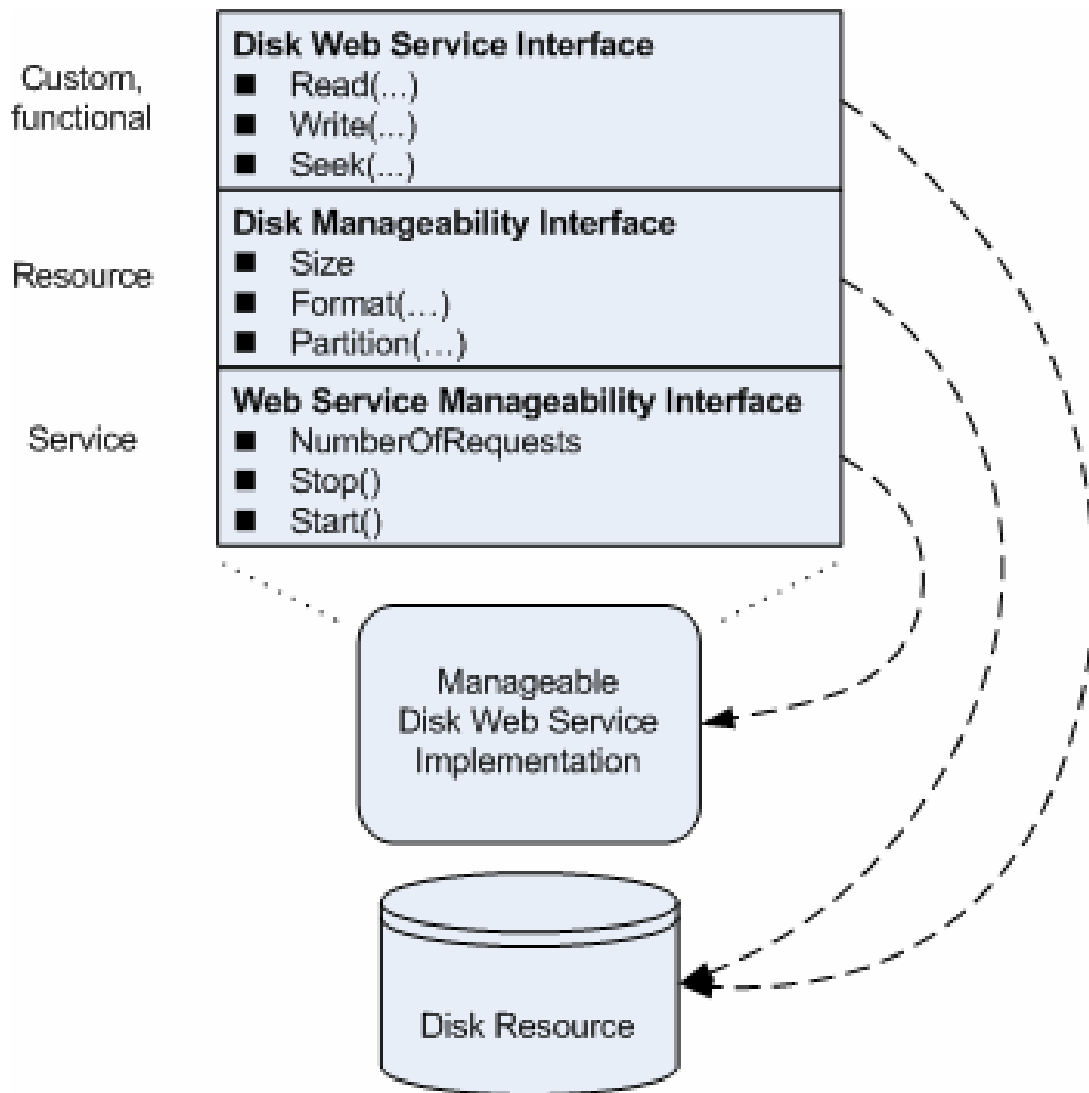 Custom,
functional
Disk Web Service Interface
■ Read(...)
■ Write(...)
■ Seek(...)
Resource
Disk Manageability Interface
■ Size
■ Format(...)
■ Partition(...)
Service
Web Service Manageability Interface
■ NumberOfRequests
■ Stop()
■ Start()
Manageable
Disk Web Service
Implementation
Disk Resource